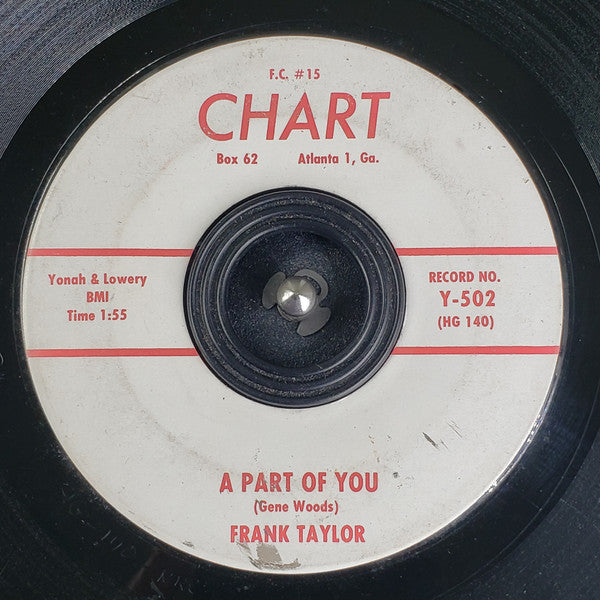 F.C. #15
CHART
Box 62 Atlanta 1, Ga.
Yonah & Lowery
BMI
Time 1:55
RECORD NO.
Y-502
(HG 140)
A PART OF YOU
(Gene Woods)
FRANK TAYLOR